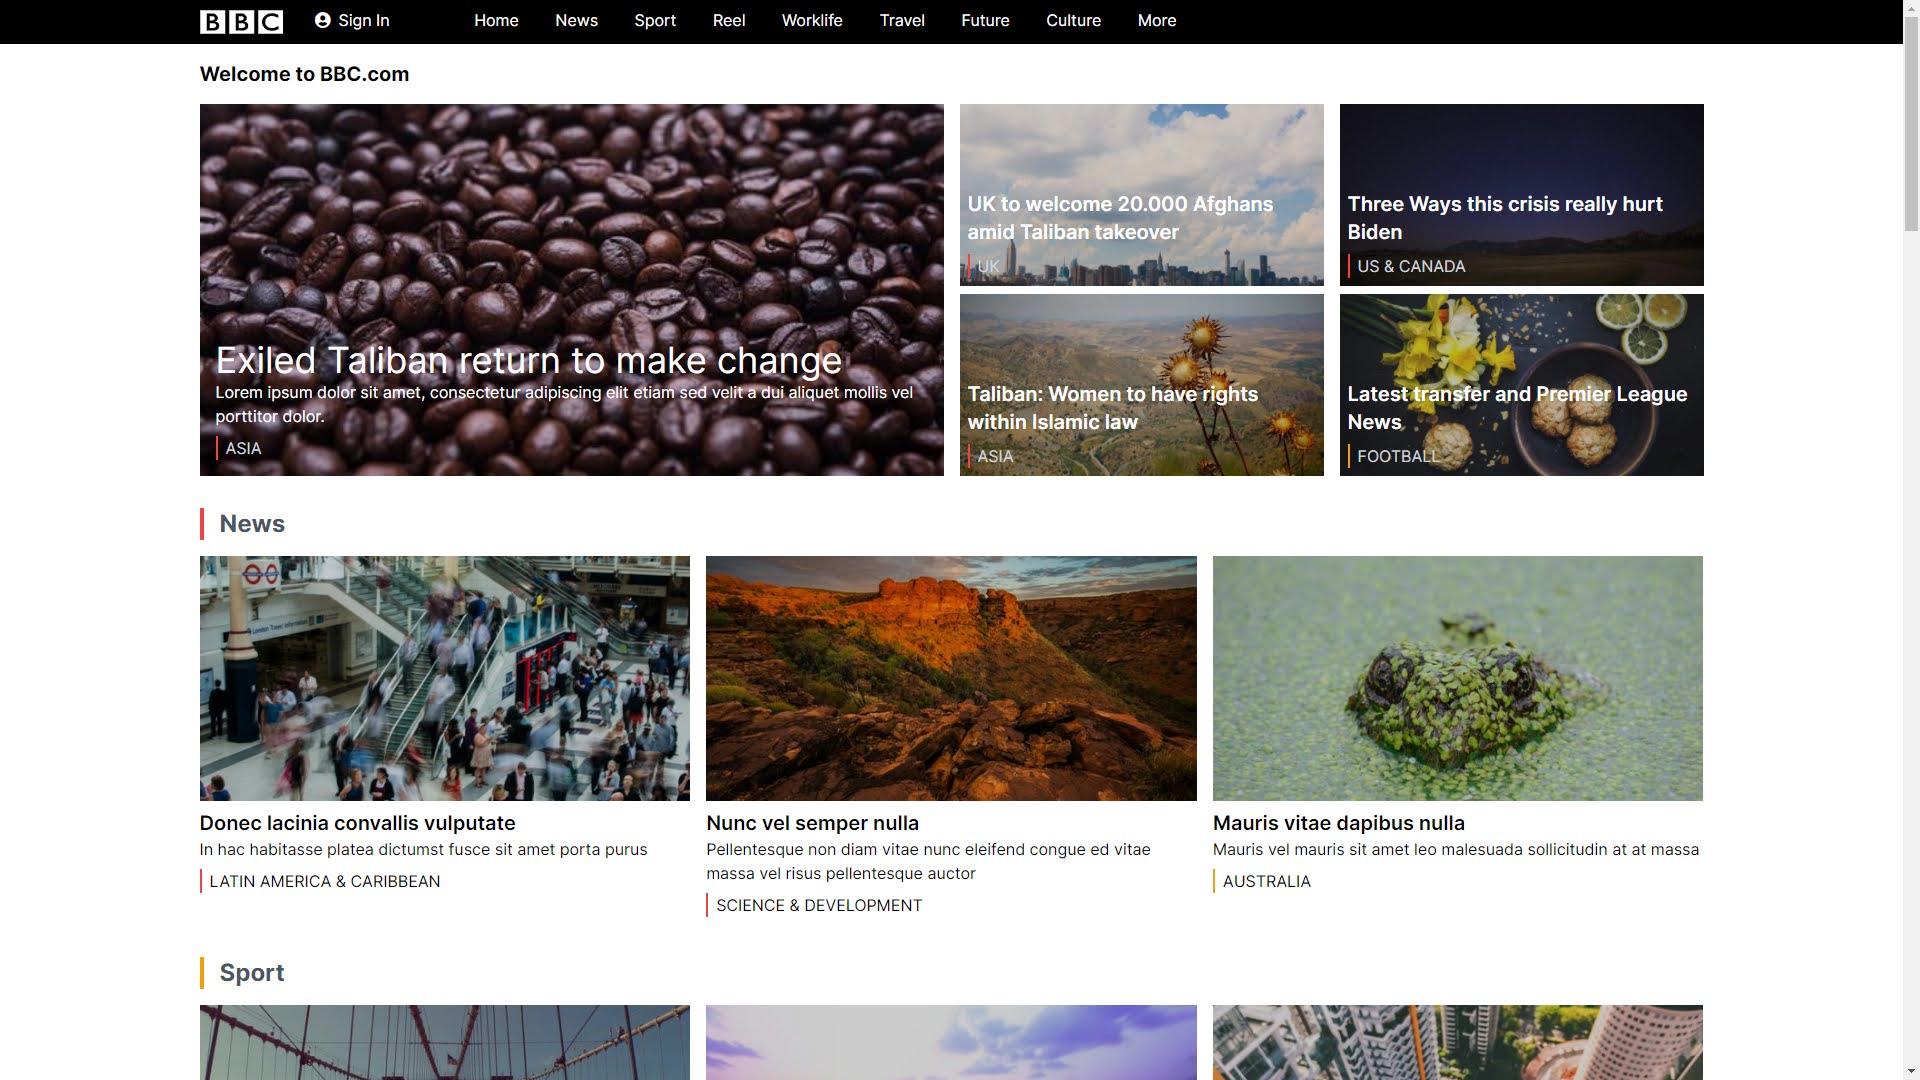 BBC
Sign In
Home
News
Sport
Reel
Worklife
Travel
Future
Culture
More
Welcome to BBC.com
Exiled Taliban return to make change
Lorem ipsum dolor sit amet, consectetur adipiscing elit etiam sed velit a dui aliquet mollis vel
porttitor dolor.
ASIA
UK to welcome 20.000 Afghans
amid Taliban takeover
UK
Three Ways this crisis really hurt
Biden
US & CANADA
Taliban: Women to have rights
within Islamic law
ASIA
Latest transfer and Premier League
News
FOOTBALL
News
Donec lacinia convallis vulputate
In hac habitasse platea dictumst fusce sit amet porta purus
LATIN AMERICA & CARIBBEAN
Nunc vel semper nulla
Pellentesque non diam vitae nunc eleifend congue ed vitae
massa vel risus pellentesque auctor
SCIENCE & DEVELOPMENT
Mauris vitae dapibus nulla
Mauris vel mauris sit amet leo malesuada sollicitudin at at massa
AUSTRALIA
Sport